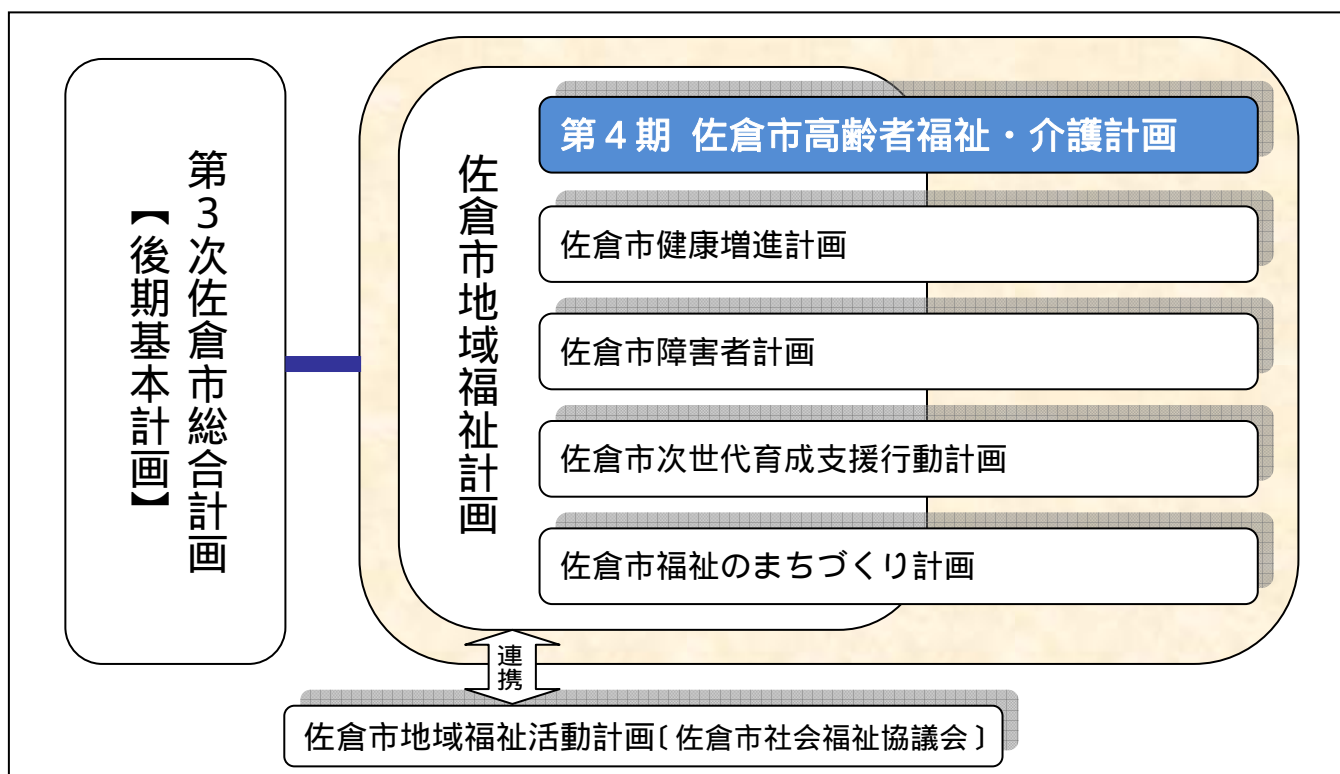 第３次佐倉市総合計画
【後期基本計画】
佐倉市地域福祉計画
第４期 佐倉市高齢者福祉・介護計画
佐倉市健康増進計画
佐倉市障害者計画
佐倉市次世代育成支援行動計画
佐倉市福祉のまちづくり計画
連携
佐倉市地域福祉活動計画〔佐倉市社会福祉協議会〕